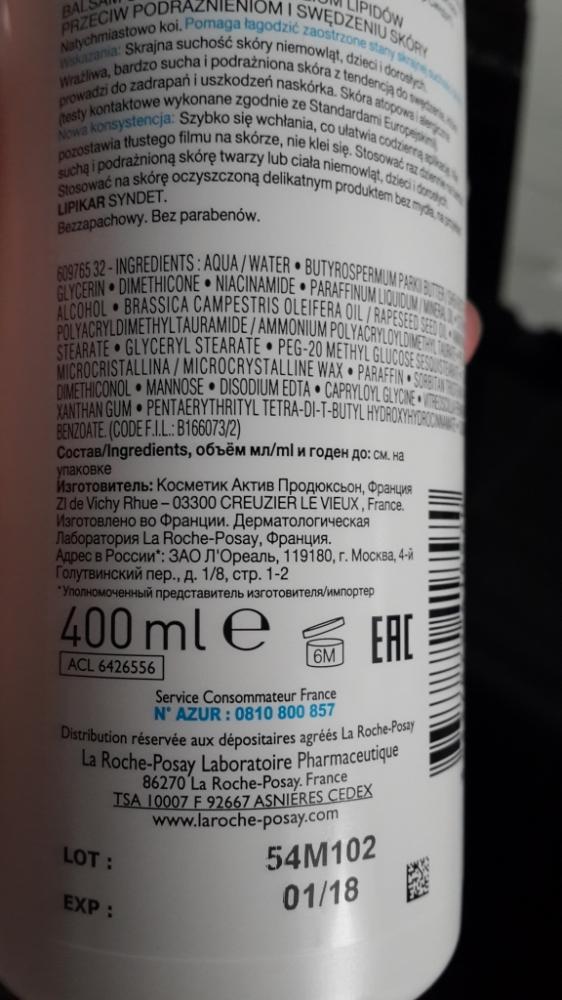 BALSAM
LIPIDÓW
PRZECIW PODRAŻNIENIOM I SWĘDZENIU SKÓRY
Natychmiastowo koi. Pomaga łagodzić zaostrzone stany skrajnej
Wskazania: Skrajna suchość skóry niemowląt, dzieci i dorosłych.
Wrażliwa, bardzo sucha i podrażniona skóra z tendencją do
prowadzi do zadrapań i uszkodzeń naskórka. Skóra atopowa i
(testy kontaktowe wykonane zgodnie ze Standardami Europejskimi)
Nowa konsystencja: Szybko się wchłania, co ułatwia codzienną
pozostawia tłustego filmu na skórze, nie klei się. Stosować raz dziennie na
suchą i podrażnioną skórę twarzy lub ciała niemowląt, dzieci i dorosłych.
Stosować na skórę oczyszczoną delikatnym produktem bez mydła, na
LIPIKAR SYNDET.
Bezzapachowy. Bez parabenów.
609765 32 - INGREDIENTS : AQUA / WATER • BUTYROSPERMUM PARKII BUTTER
GLYCERIN • DIMETHICONE • NIACINAMIDE • PARAFFINUM LIQUIDUM / MINERAL OIL
ALCOHOL • BRASSICA CAMPESTRIS OLEIFERA OIL / RAPESEED SEED OIL
POLYACRYLDIMETHYLTAURAMIDE / AMMONIUM POLYACRYLOYLDIMETHYL
STEARATE • GLYCERYL STEARATE • PEG-20 METHYL GLUCOSE
MICROCRISTALLINA / MICROCRYSTALLINE WAX • PARAFFIN • SORBITAN
DIMETHICONOL • MANNOSE • DISODIUM EDTA • CAPRYLOYL GLYCINE •
XANTHAN GUM • PENTAERYTHRITYL TETRA-DI-T-BUTYL HYDROXYHYDROCINNAMATE
BENZOATE. (CODE F.I.L.: B166073/2)
Состав/Ingredients, объём мл/ml и годен до: см. на
упаковке
Изготовитель: Косметик Актив Продюксьон, Франция
ZI de Vichy Rhue – 03300 CREUZIER LE VIEUX, France.
Изготовлено во Франции. Дерматологическая
Лаборатория La Roche-Posay, Франция.
Адрес в России*: ЗАО Л'Ореаль, 119180, г. Москва, 4-й
Голутвинский пер., д. 1/8, стр. 1-2
*Уполномоченный представитель изготовителя/импортер
400 ml ℮ 6M EAC
ACL 6426556
Service Consommateur France
N° AZUR : 0810 800 857
Distribution réservée aux dépositaires agréés La Roche-Posay
La Roche-Posay Laboratoire Pharmaceutique
86270 La Roche-Posay. France
TSA 10007 F 92667 ASNIÈRES CEDEX
www.laroche-posay.com
LOT : 54M102
EXP : 01/18